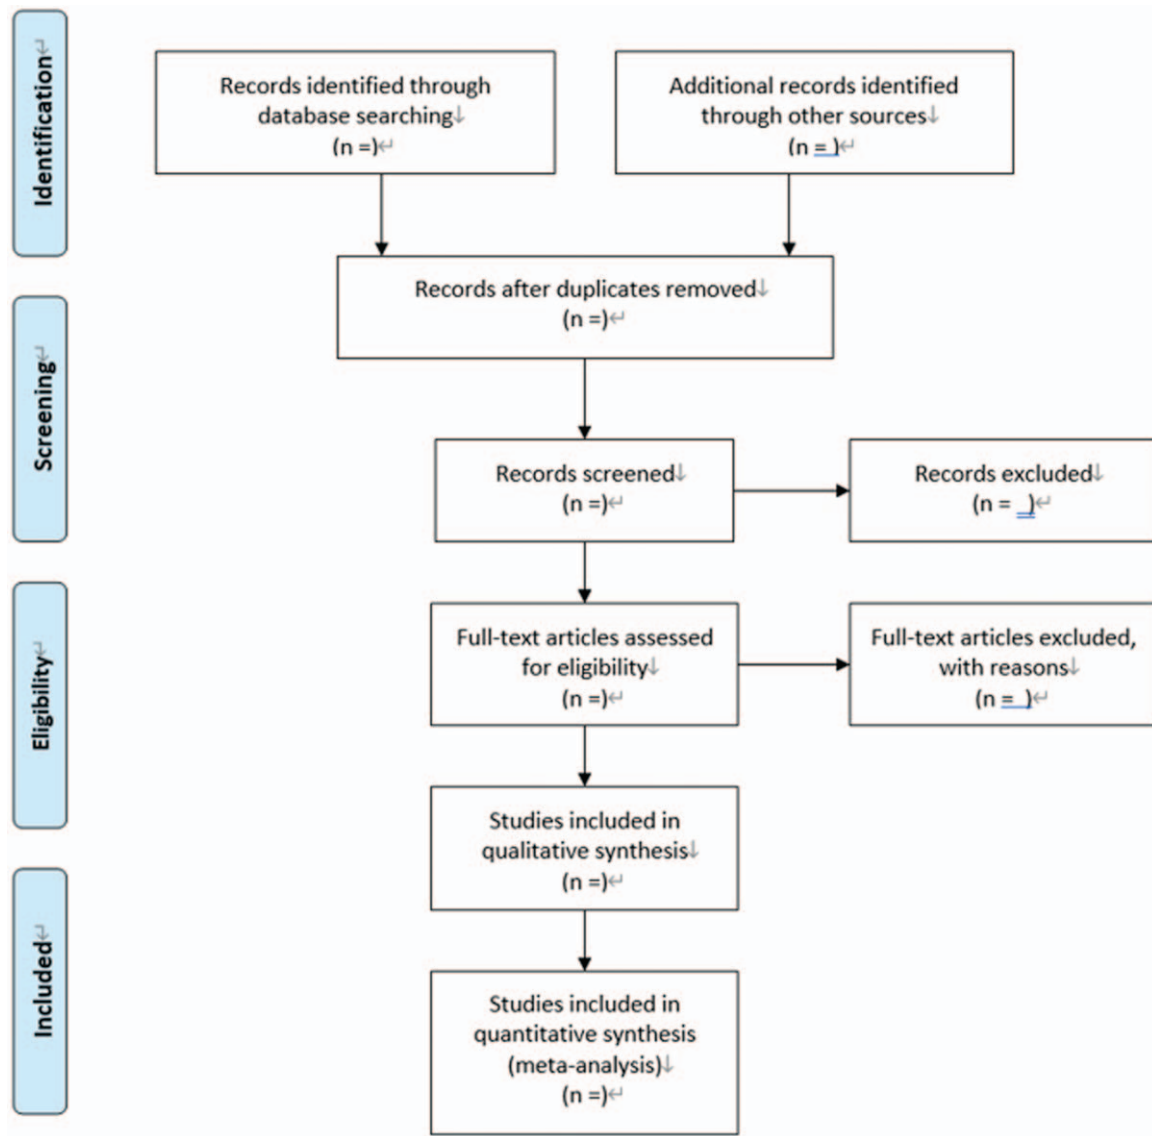 Identification↵
Records identified through
database searching↓
(n =)↵
Additional records identified
through other sources↓
(n = )↵
Records after duplicates removed↓
(n =)↵
Screening↵
Records screened↓
(n =)↵
Records excluded↓
(n = )↵
Eligibility↵
Full-text articles assessed
for eligibility↓
(n =)↵
Full-text articles excluded,
with reasons↓
(n = )↵
Studies included in
qualitative synthesis↓
(n =)↵
Included↵
Studies included in
quantitative synthesis
(meta-analysis)↓
(n =)↵